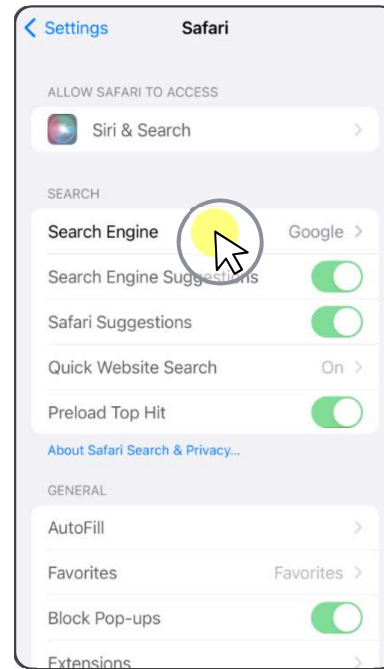 Settings Safari
ALLOW SAFARI TO ACCESS
Siri & Search
SEARCH
Search Engine Google
Search Engine Suggestions
Safari Suggestions
Quick Website Search On
Preload Top Hit
About Safari Search & Privacy...
GENERAL
AutoFill
Favorites Favorites
Block Pop-ups
Extensions